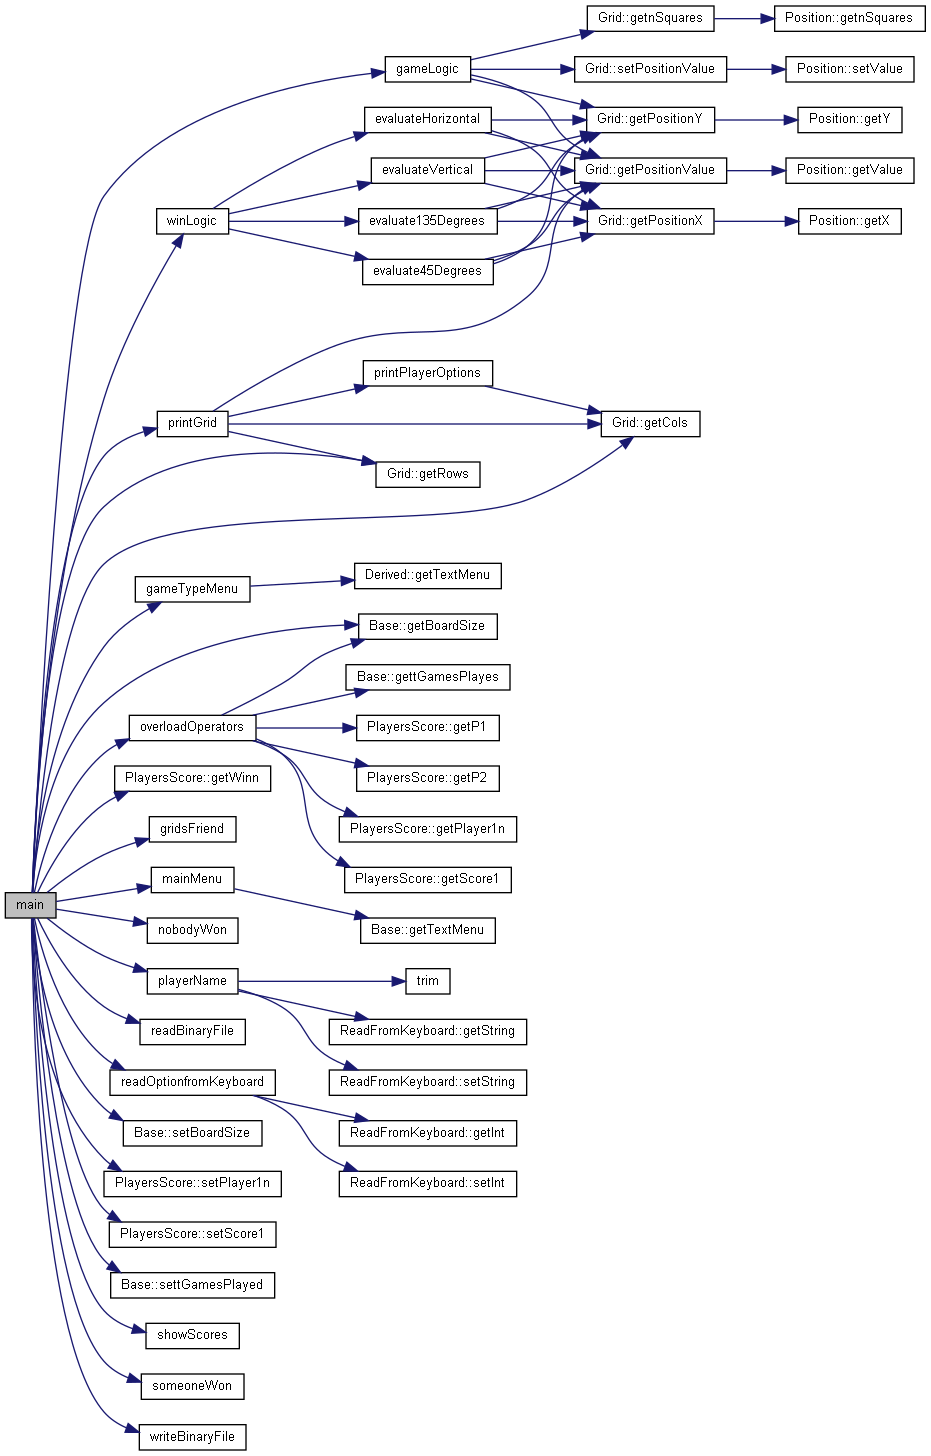 Grid::getnSquares
Position::getnSquares
gameLogic
Grid::setPositionValue
Position::setValue
evaluateHorizontal
Grid::getPositionY
Position::getY
evaluateVertical
Grid::getPositionValue
Position::getValue
winLogic
evaluate135Degrees
Grid::getPositionX
Position::getX
evaluate45Degrees
printPlayerOptions
printGrid
Grid::getCols
Grid::getRows
gameTypeMenu
Derived::getTextMenu
Base::getBoardSize
Base::gettGamesPlayes
overloadOperators
PlayersScore::getP1
PlayersScore::getWinn
PlayersScore::getP2
gridsFriend
PlayersScore::getPlayer1n
mainMenu
PlayersScore::getScore1
main
nobodyWon
Base::getTextMenu
playerName
trim
readBinaryFile
ReadFromKeyboard::getString
readOptionfromKeyboard
ReadFromKeyboard::setString
Base::setBoardSize
ReadFromKeyboard::getInt
PlayersScore::setPlayer1n
ReadFromKeyboard::setInt
PlayersScore::setScore1
Base::settGamesPlayed
showScores
someoneWon
writeBinaryFile